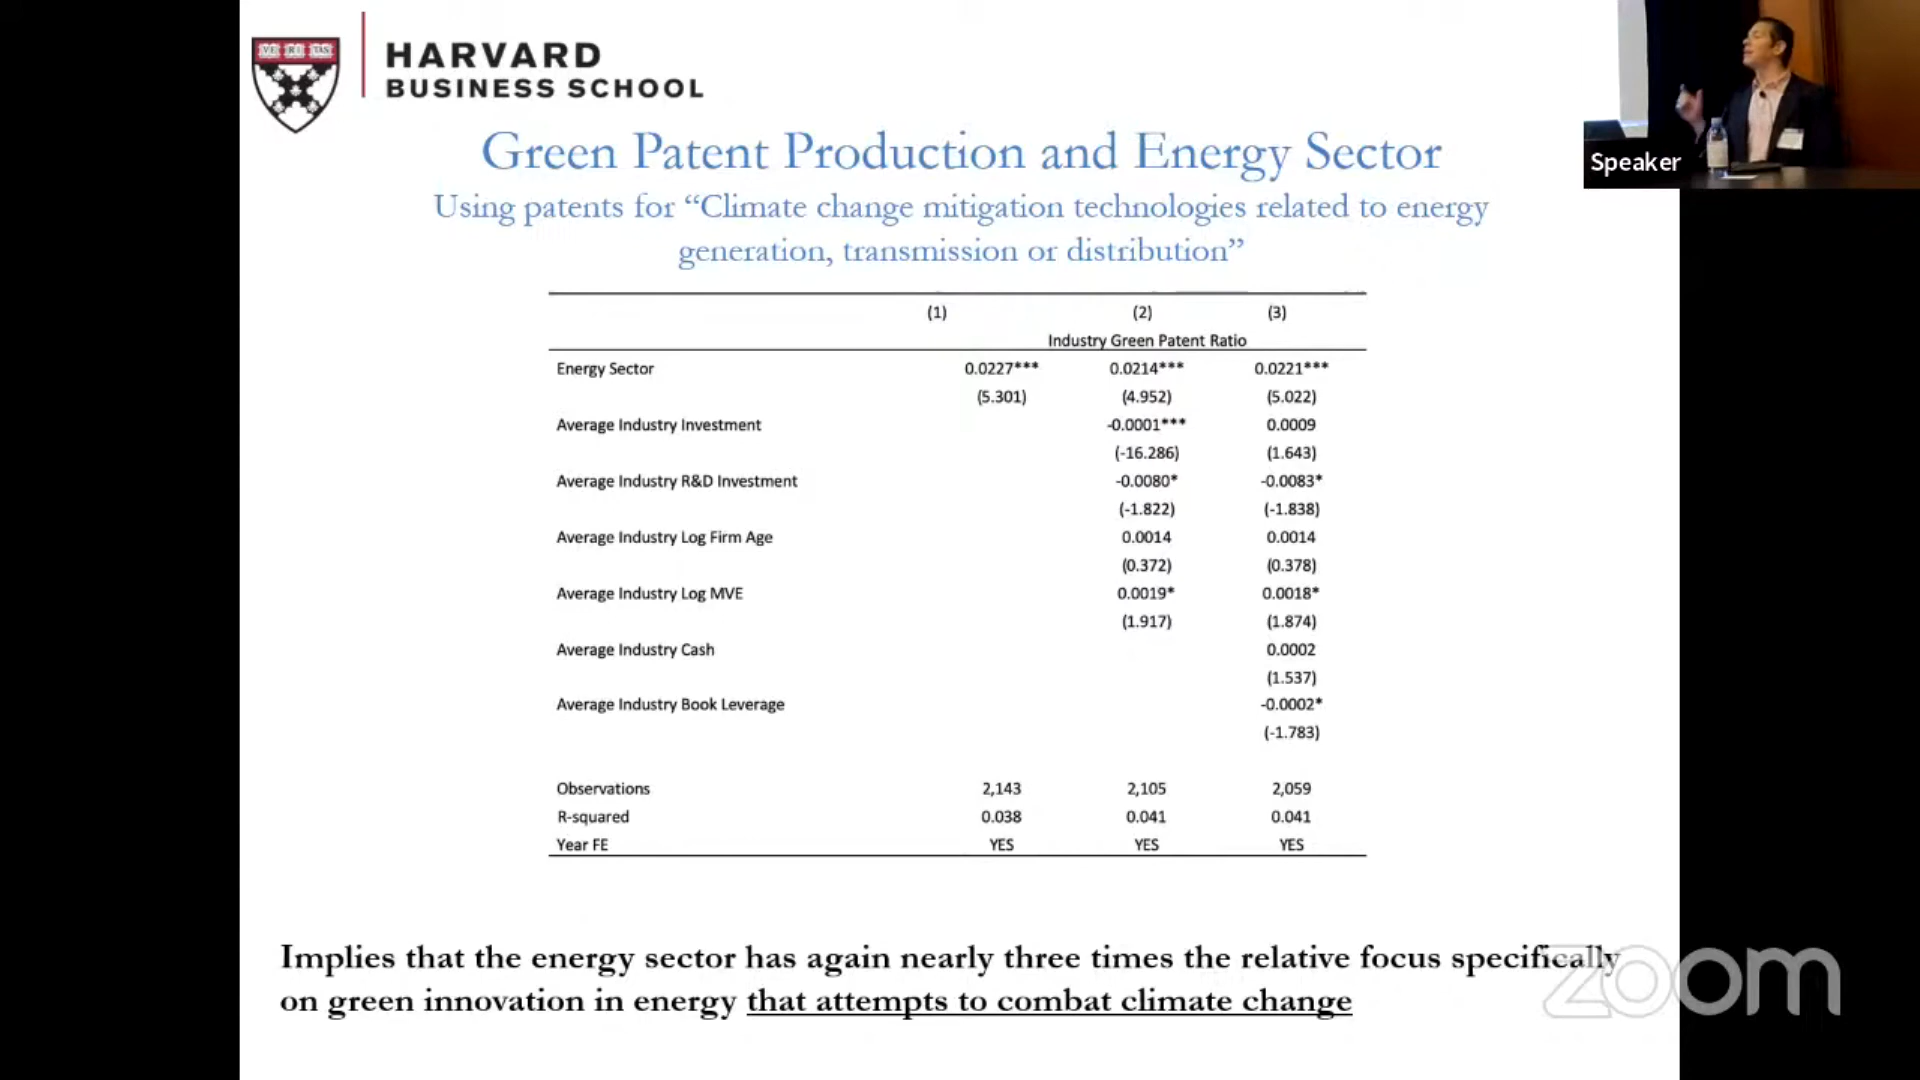 VE RI TAS
HARVARD
BUSINESS SCHOOL
Speaker
Green Patent Production and Energy Sector
Using patents for “Climate change mitigation technologies related to energy
generation, transmission or distribution”
(1) (2) (3)
Industry Green Patent Ratio
Energy Sector 0.0227*** 0.0214*** 0.0221***
(5.301) (4.952) (5.022)
Average Industry Investment -0.0001*** 0.0009
(-16.286) (1.643)
Average Industry R&D Investment -0.0080* -0.0083*
(-1.822) (-1.838)
Average Industry Log Firm Age 0.0014 0.0014
(0.372) (0.378)
Average Industry Log MVE 0.0019* 0.0018*
(1.917) (1.874)
Average Industry Cash 0.0002
(1.537)
Average Industry Book Leverage -0.0002*
(-1.783)
Observations 2,143 2,105 2,059
R-squared 0.038 0.041 0.041
Year FE YES YES YES
Implies that the energy sector has again nearly three times the relative focus specifically
on green innovation in energy that attempts to combat climate change
zoom